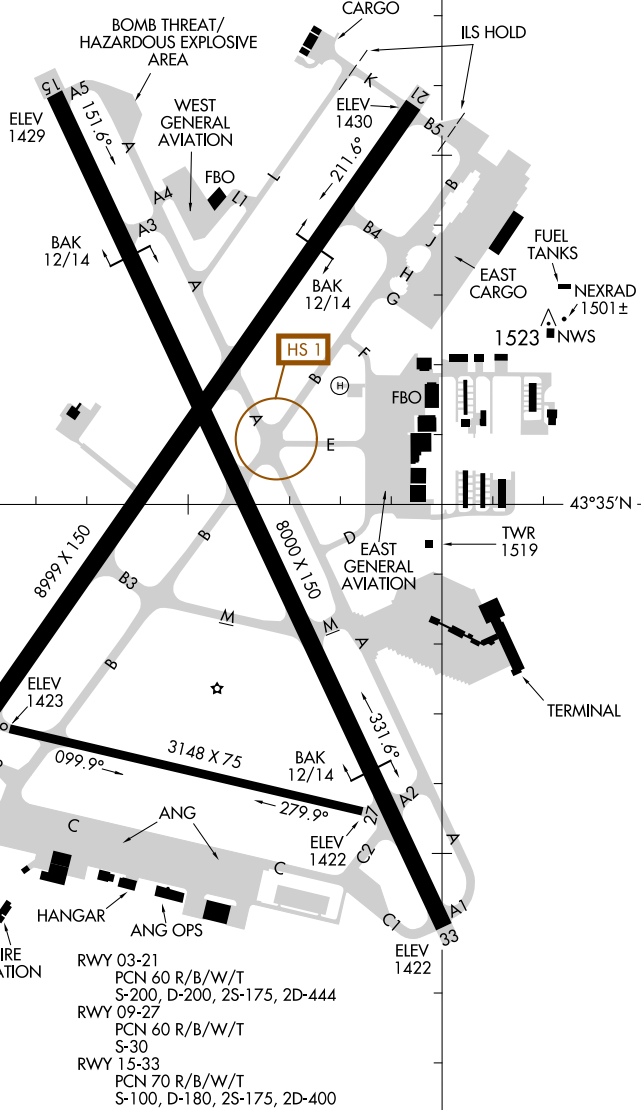 CARGO
BOMB THREAT/
HAZARDOUS EXPLOSIVE
AREA
ILS HOLD
15
A5
K
21
ELEV
1429
151.6°
WEST
GENERAL
AVIATION
ELEV
1430
B5
A
FBO
L
211.6°
B
A4
L1
A3
B4
J
BAK
12/14
H
EAST
CARGO
FUEL
TANKS
A
BAK
12/14
G
NEXRAD
1501±
1523
NWS
HS 1
F
B
H
FBO
A
E
43°35'N
8999 X 150
B
8000 X 150
D
EAST
GENERAL
AVIATION
TWR
1519
B3
M
M
A
B
ELEV
1423
TERMINAL
3148 X 75
331.6°
099.9°
BAK
12/14
279.9°
A2
27
C
ANG
ELEV
1422
A
C
C2
HANGAR
ANG OPS
C1
A1
33
ELEV
1422
IRE
ATION
RWY 03-21
PCN 60 R/B/W/T
S-200, D-200, 2S-175, 2D-444
RWY 09-27
PCN 60 R/B/W/T
S-30
RWY 15-33
PCN 70 R/B/W/T
S-100, D-180, 2S-175, 2D-400